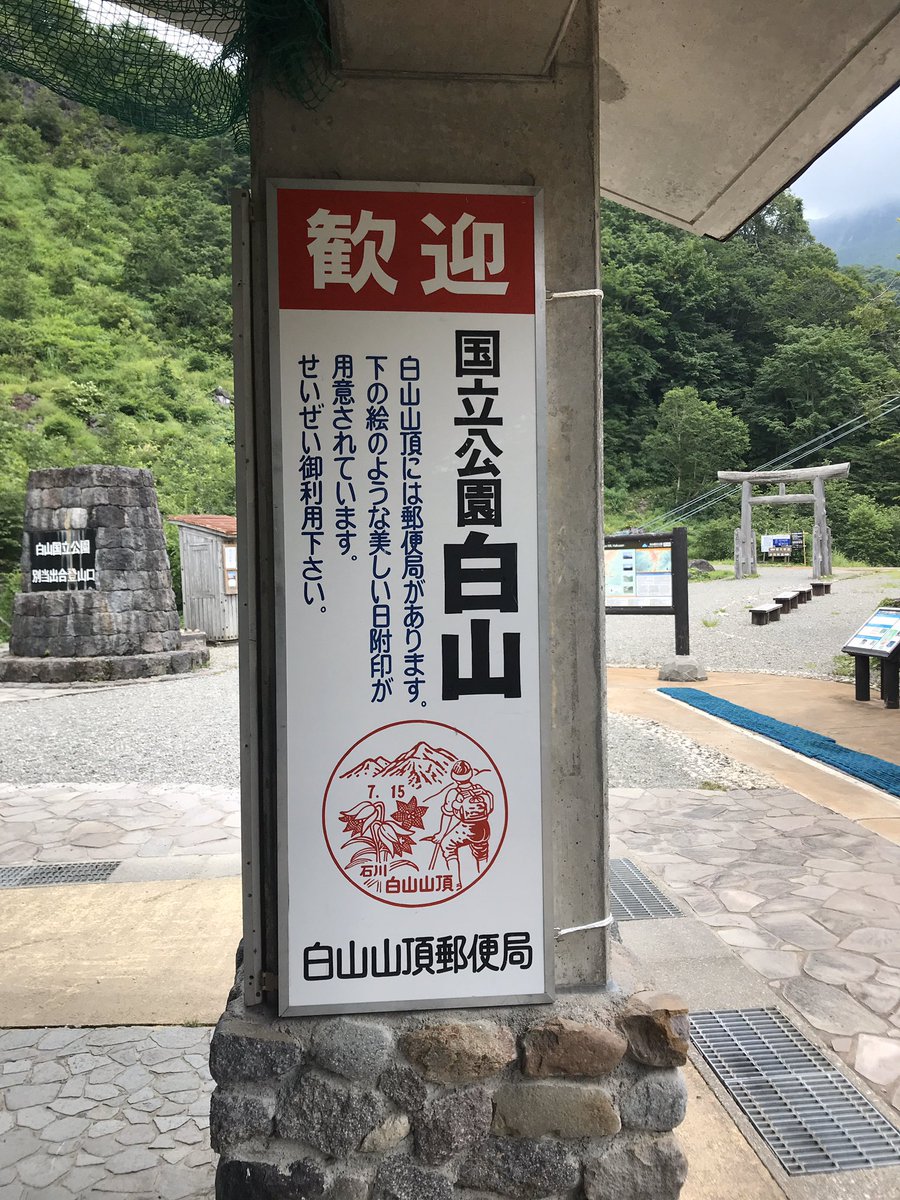 歓迎
国立公園白山
白山山頂には郵便局があります。
下の絵のような美しい日附印が
用意されています。
せいぜい御利用下さい。
7.15
石川
白山山頂
白山山頂郵便局
白山国立公園
別当出合登山口